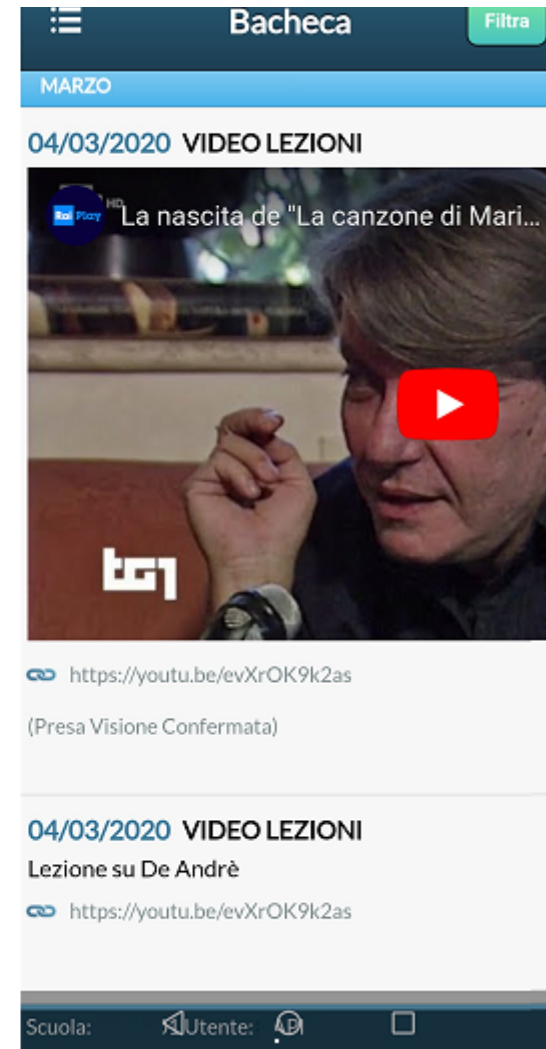 Bacheca
Filtra
MARZO
04/03/2020 VIDEO LEZIONI
Rai Play
HD
"La nascita de "La canzone di Mari...
tg1
https://youtu.be/evXrOK9k2as
(Presa Visione Confermata)
04/03/2020 VIDEO LEZIONI
Lezione su De Andrè
https://youtu.be/evXrOK9k2as
Scuola:
Utente: